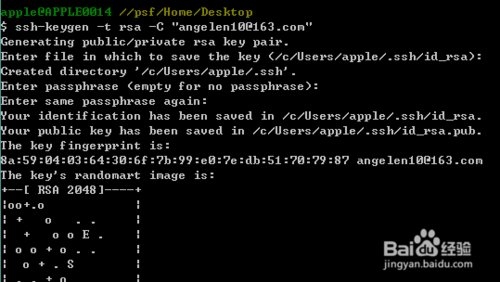 apple@APPLE0014 //psf/Home/Desktop
$ ssh-keygen -t rsa -C "angelen10@163.com"
Generating public/private rsa key pair.
Enter file in which to save the key (/c/Users/apple/.ssh/id_rsa):
Created directory '/c/Users/apple/.ssh'.
Enter passphrase (empty for no passphrase):
Enter same passphrase again:
Your identification has been saved in /c/Users/apple/.ssh/id_rsa.
Your public key has been saved in /c/Users/apple/.ssh/id_rsa.pub.
The key fingerprint is:
8a:59:04:03:64:30:6f:7b:99:e0:7e:db:51:70:79:87 angelen10@163.com
The key's randomart image is:
+--[ RSA 2048]----+
|oo+.o            |
| +   o   . .     |
|  +   o o E .    |
| o o + o . .     |
|  o + . S        |
|   . . + o       |
Baidu 经验
jingyan.baidu.com